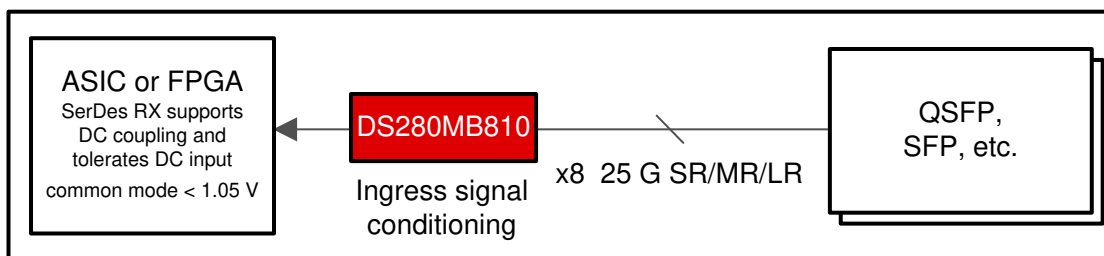 ASIC or FPGA
SerDes RX supports
DC coupling and
tolerates DC input
common mode < 1.05 V
DS280MB810
Ingress signal
conditioning
x8 25 G SR/MR/LR
QSFP,
SFP, etc.